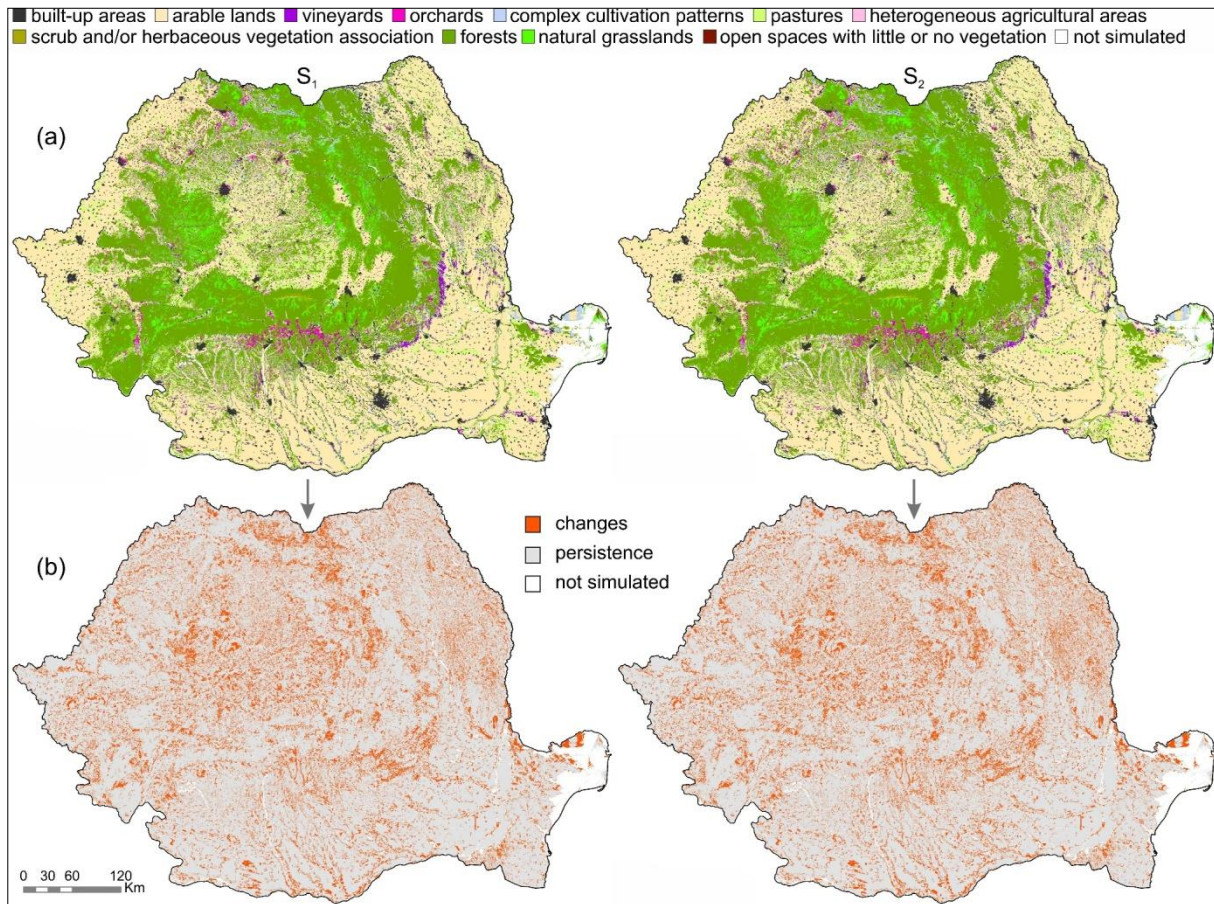 built-up areas arable lands vineyards orchards complex cultivation patterns pastures heterogeneous agricultural areas
scrub and/or herbaceous vegetation association forests natural grasslands open spaces with little or no vegetation not simulated
S1 S2
(a)
changes
persistence
(b)
not simulated
0 30 60 120
Km